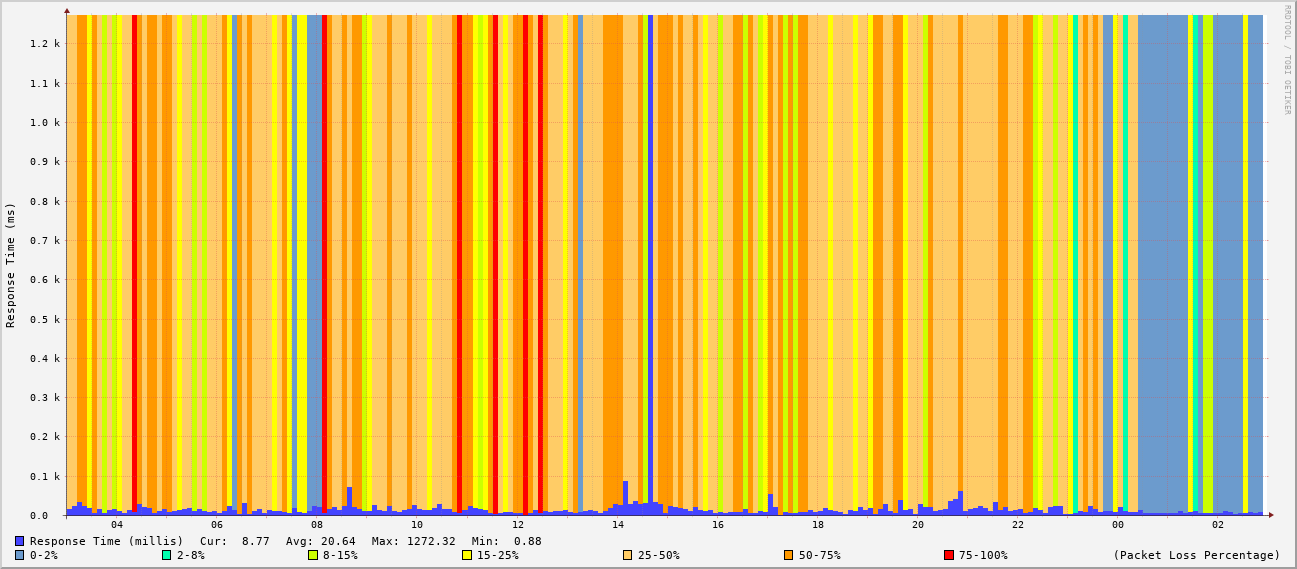 RRDTOOL / TOBI OETIKER
Response Time (ms)
1.2 k
1.1 k
1.0 k
0.9 k
0.8 k
0.7 k
0.6 k
0.5 k
0.4 k
0.3 k
0.2 k
0.1 k
0.0
04 06 08 10 12 14 16 18 20 22 00 02
Response Time (millis) Cur: 8.77 Avg: 20.64 Max: 1272.32 Min: 0.88
0-2% 2-8% 8-15% 15-25% 25-50% 50-75% 75-100% (Packet Loss Percentage)